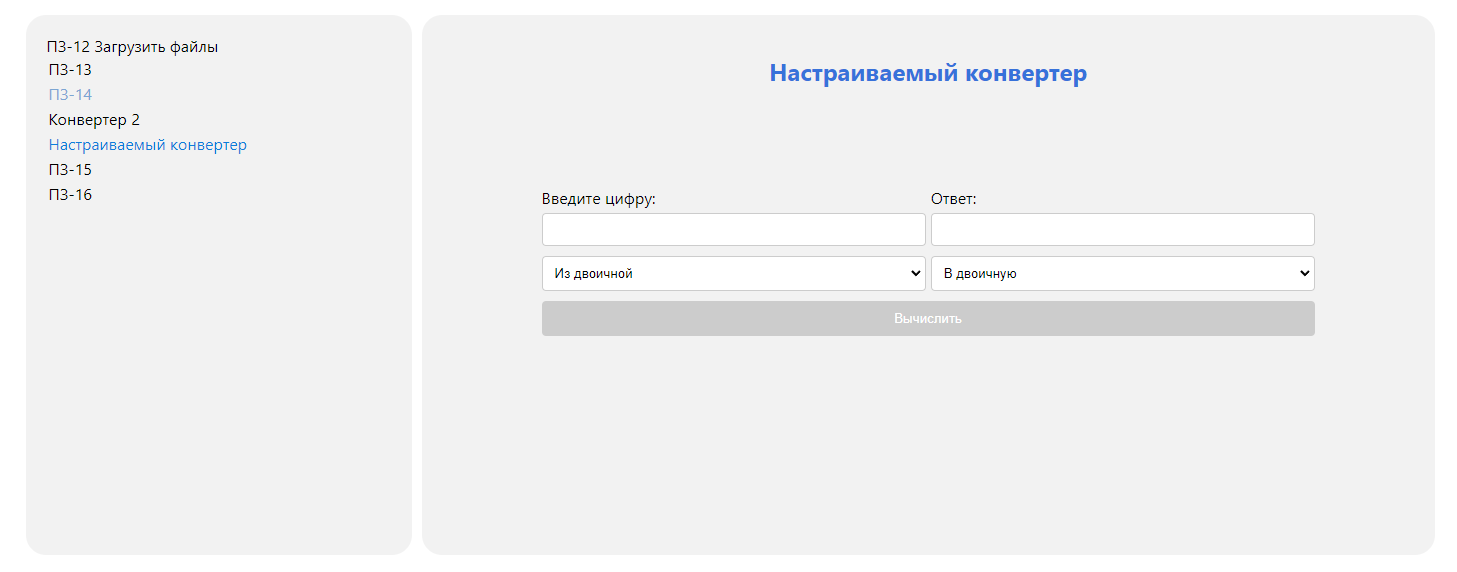 ПЗ-12 Загрузить файлы
ПЗ-13
ПЗ-14
Конвертер 2
Настраиваемый конвертер
ПЗ-15
ПЗ-16
Настраиваемый конвертер
Введите цифру:
Ответ:
Из двоичной
В двоичную
Вычислить